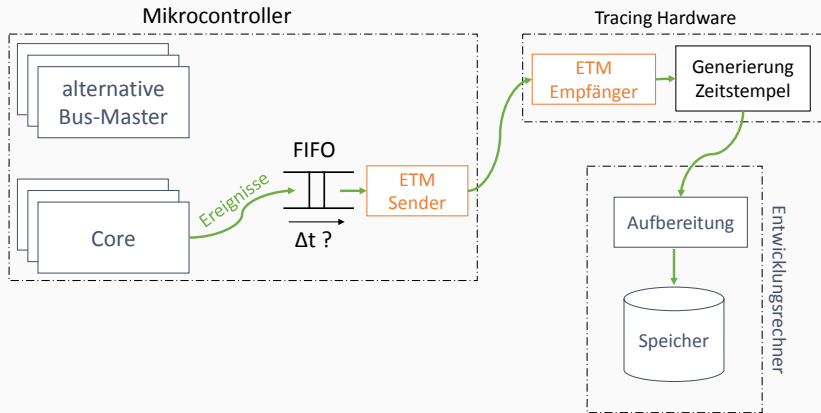 Mikrocontroller
Tracing Hardware
alternative
Bus-Master
ETM
Empfänger
Generierung
Zeitstempel
FIFO
Ereignisse
ETM
Sender
Core
Δt ?
Aufbereitung
Speicher
Entwicklungsrechner